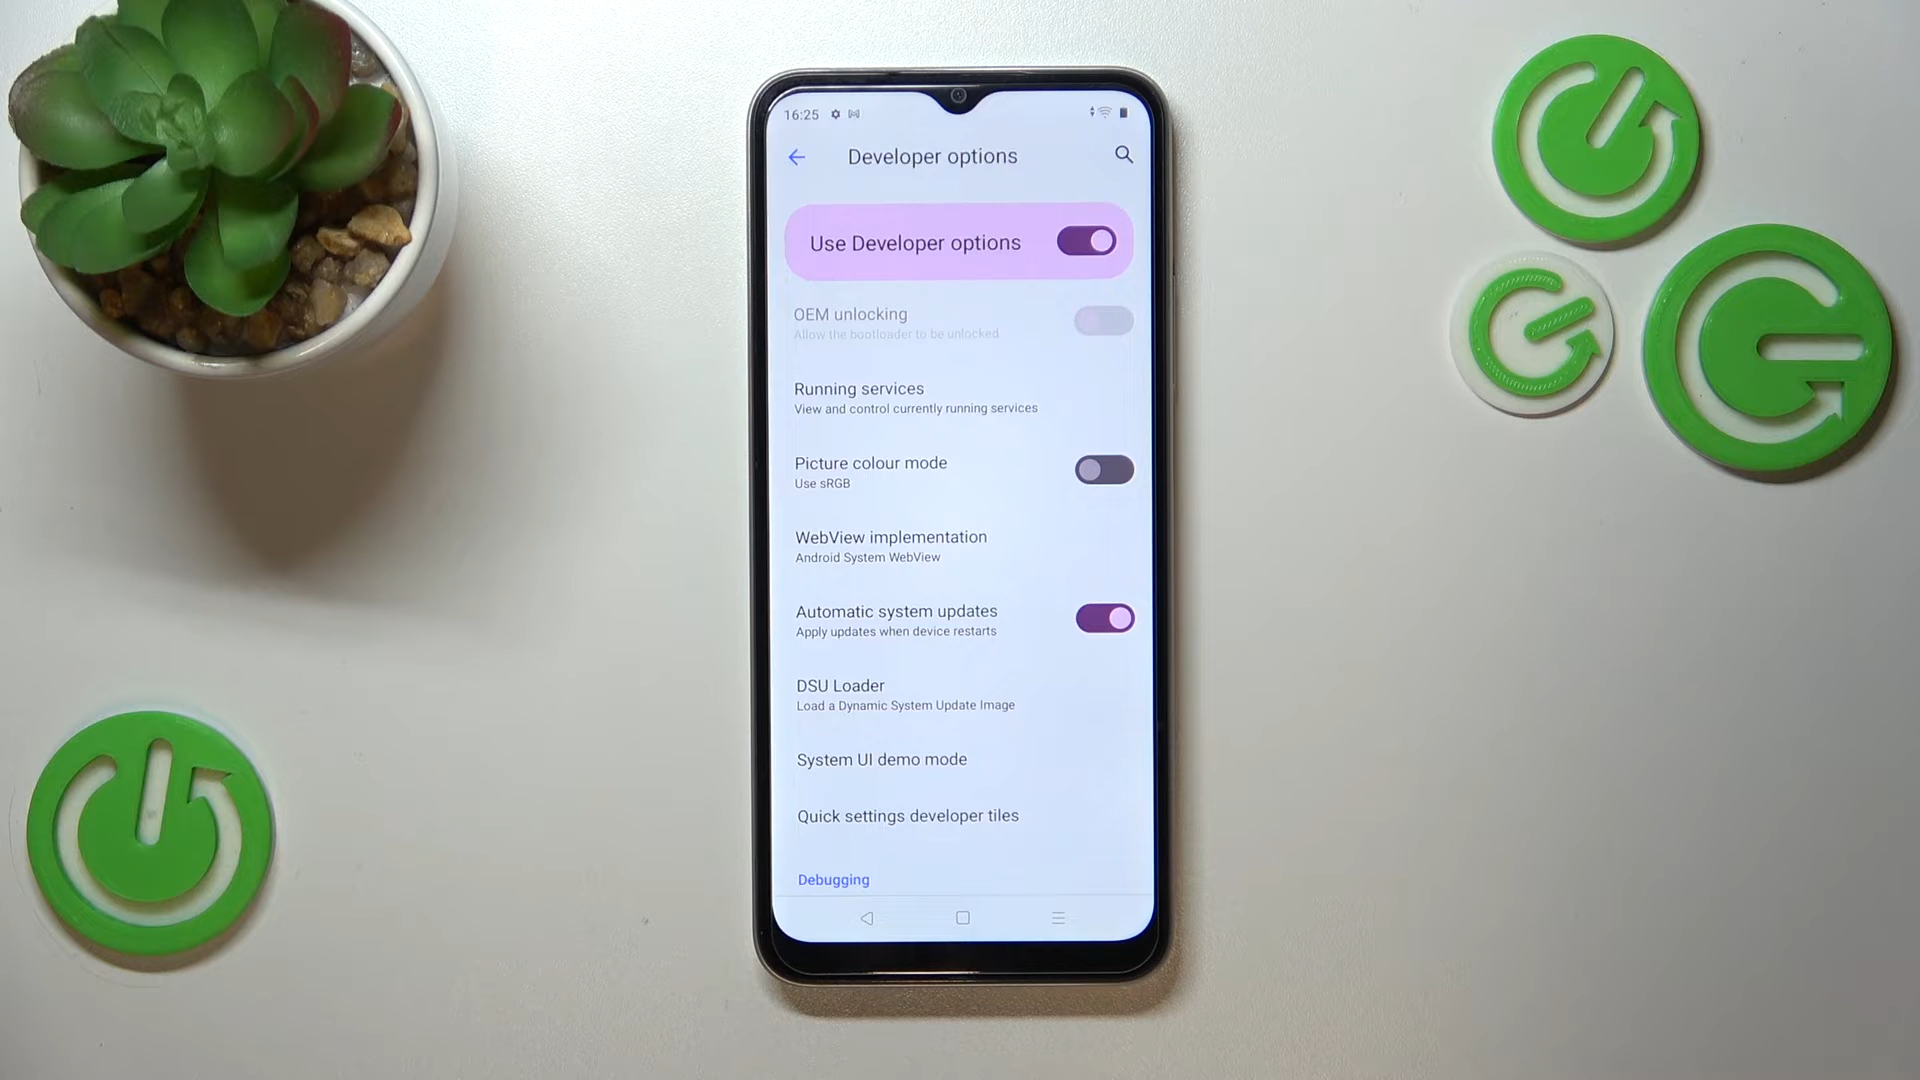 16:25
Developer options
Use Developer options
OEM unlocking
Allow the bootloader to be unlocked
Running services
View and control currently running services
Picture colour mode
Use sRGB
WebView implementation
Android System WebView
Automatic system updates
Apply updates when device restarts
DSU Loader
Load a Dynamic System Update Image
System UI demo mode
Quick settings developer tiles
Debugging